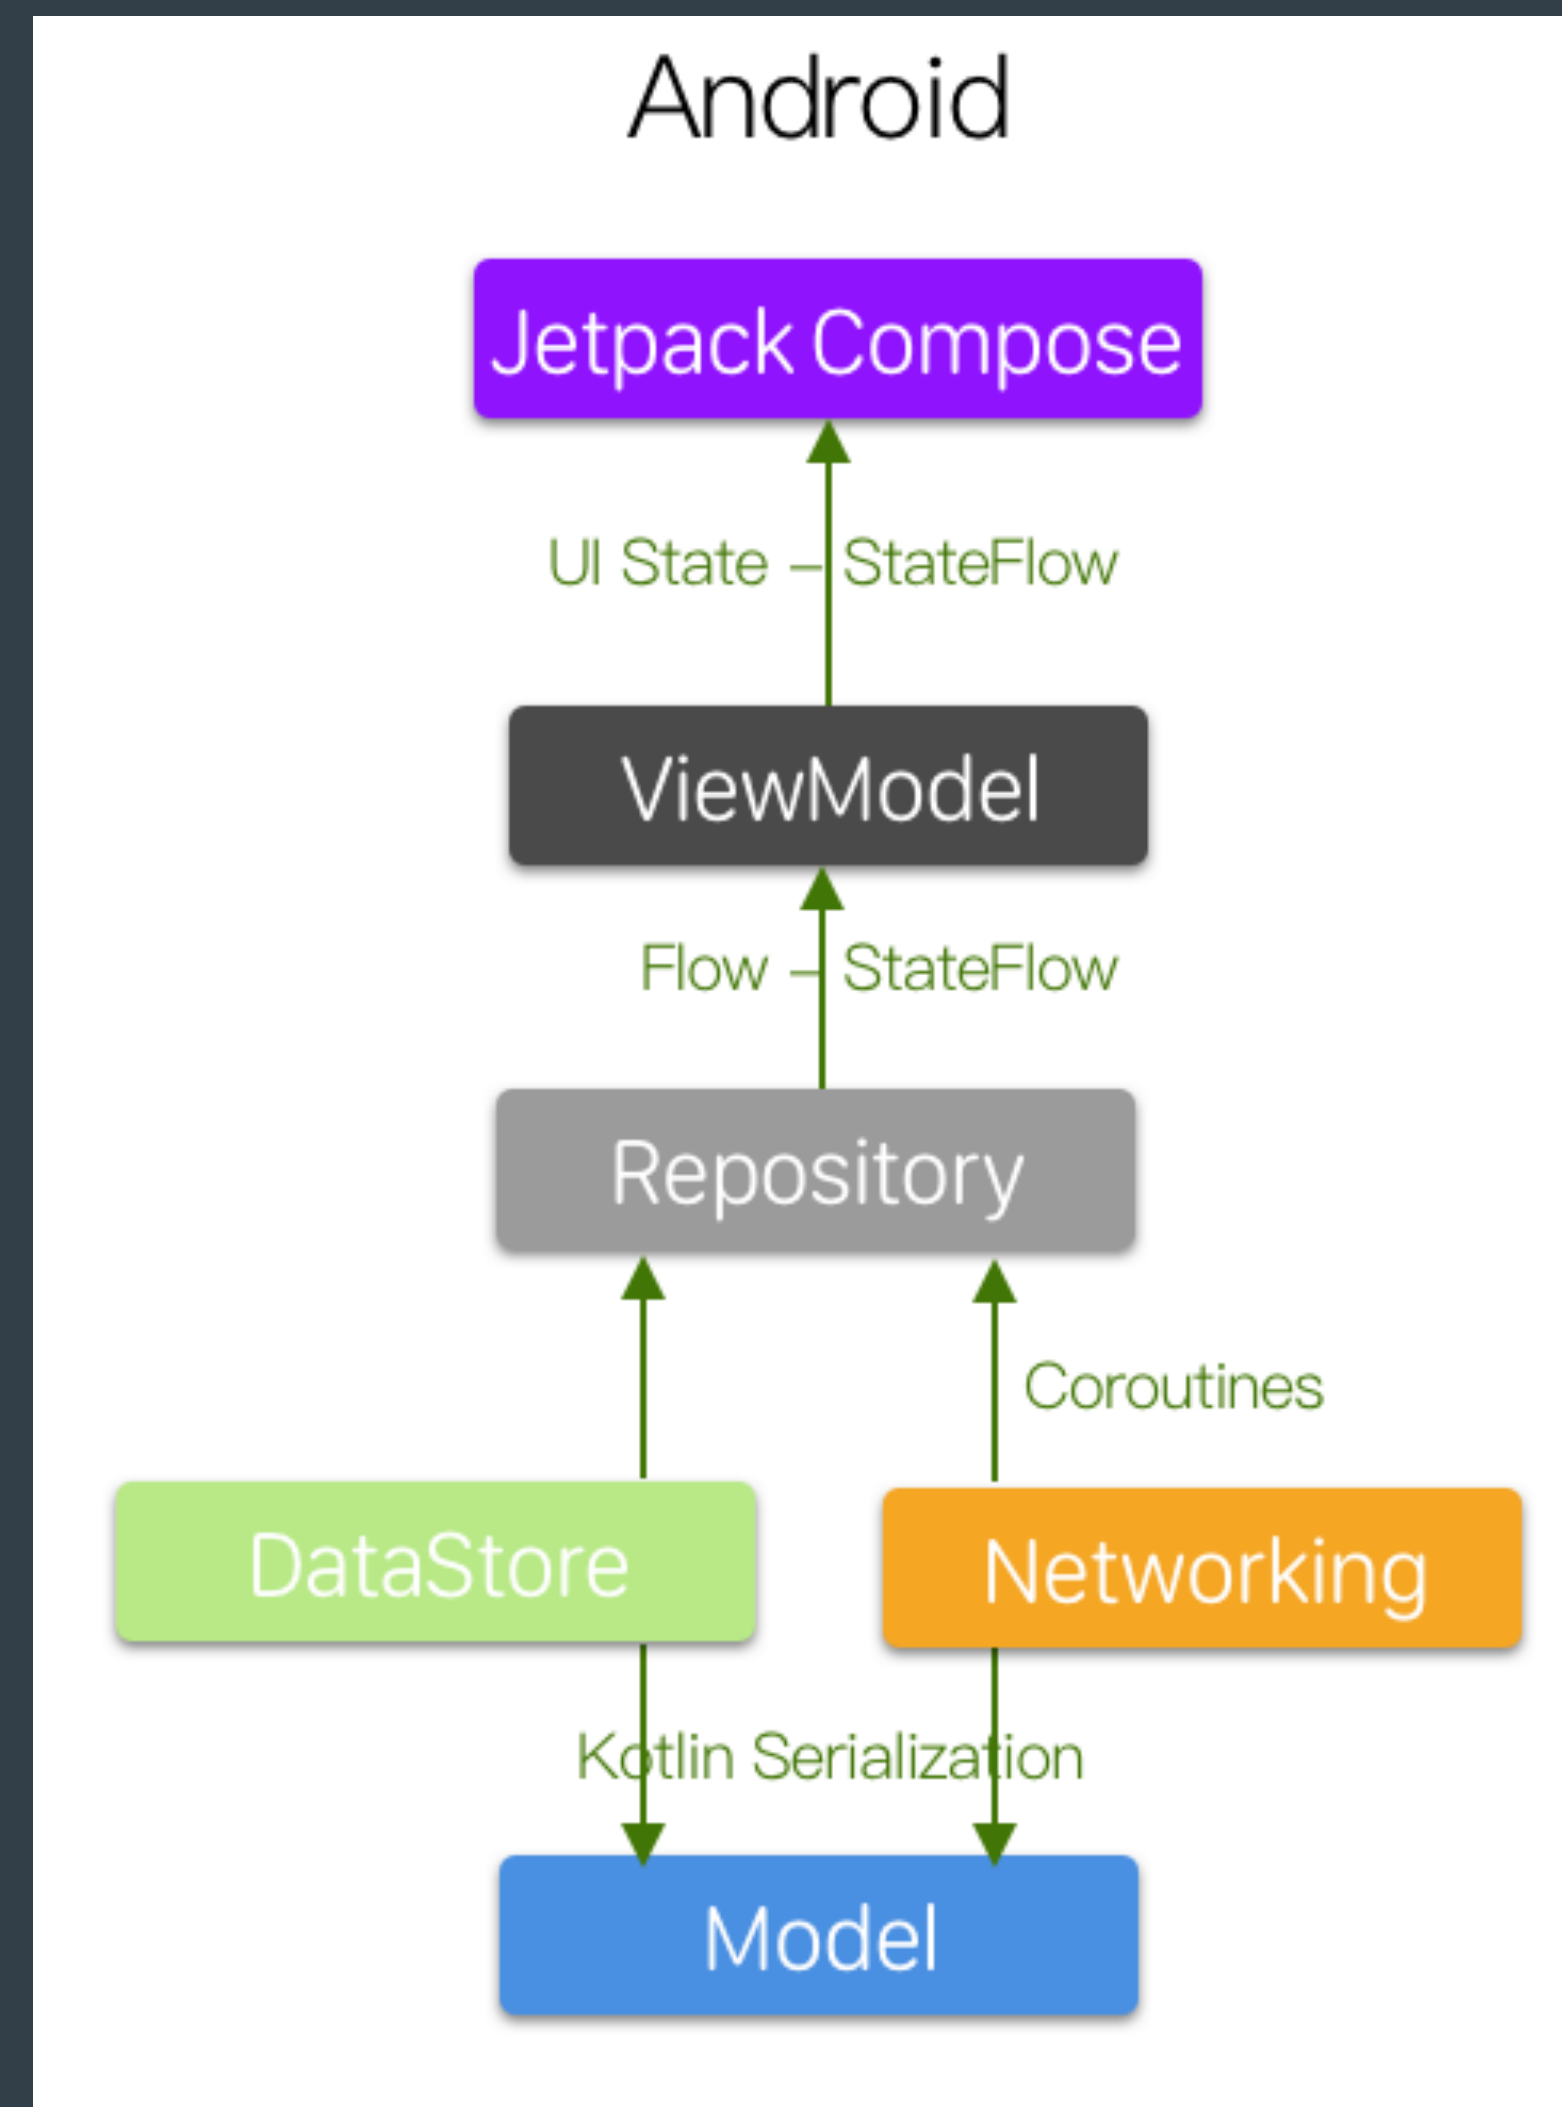 Android
Jetpack Compose
UI State – StateFlow
ViewModel
Flow – StateFlow
Repository
Coroutines
DataStore
Networking
Kotlin Serialization
Model